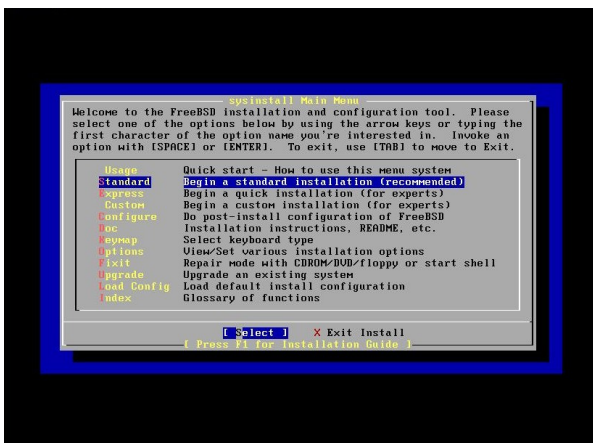 sysinstall Main Menu
Welcome to the FreeBSD installation and configuration tool.  Please
select one of the options below by using the arrow keys or typing the
first character of the option name you're interested in.  Invoke an
option with [SPACE] or [ENTER].  To exit, use [TAB] to move to Exit.
Usage Quick start - How to use this menu system
Standard Begin a standard installation (recommended)
Express Begin a quick installation (for experts)
Custom Begin a custom installation (for experts)
Configure Do post-install configuration of FreeBSD
Doc Installation instructions, README, etc.
Keymap Select keyboard type
Options View/Set various installation options
Fixit Repair mode with CDROM/DVD/floppy or start shell
Upgrade Upgrade an existing system
Load Config Load default install configuration
Index Glossary of functions
[ Select ] X Exit Install
[ Press F1 for Installation Guide ]